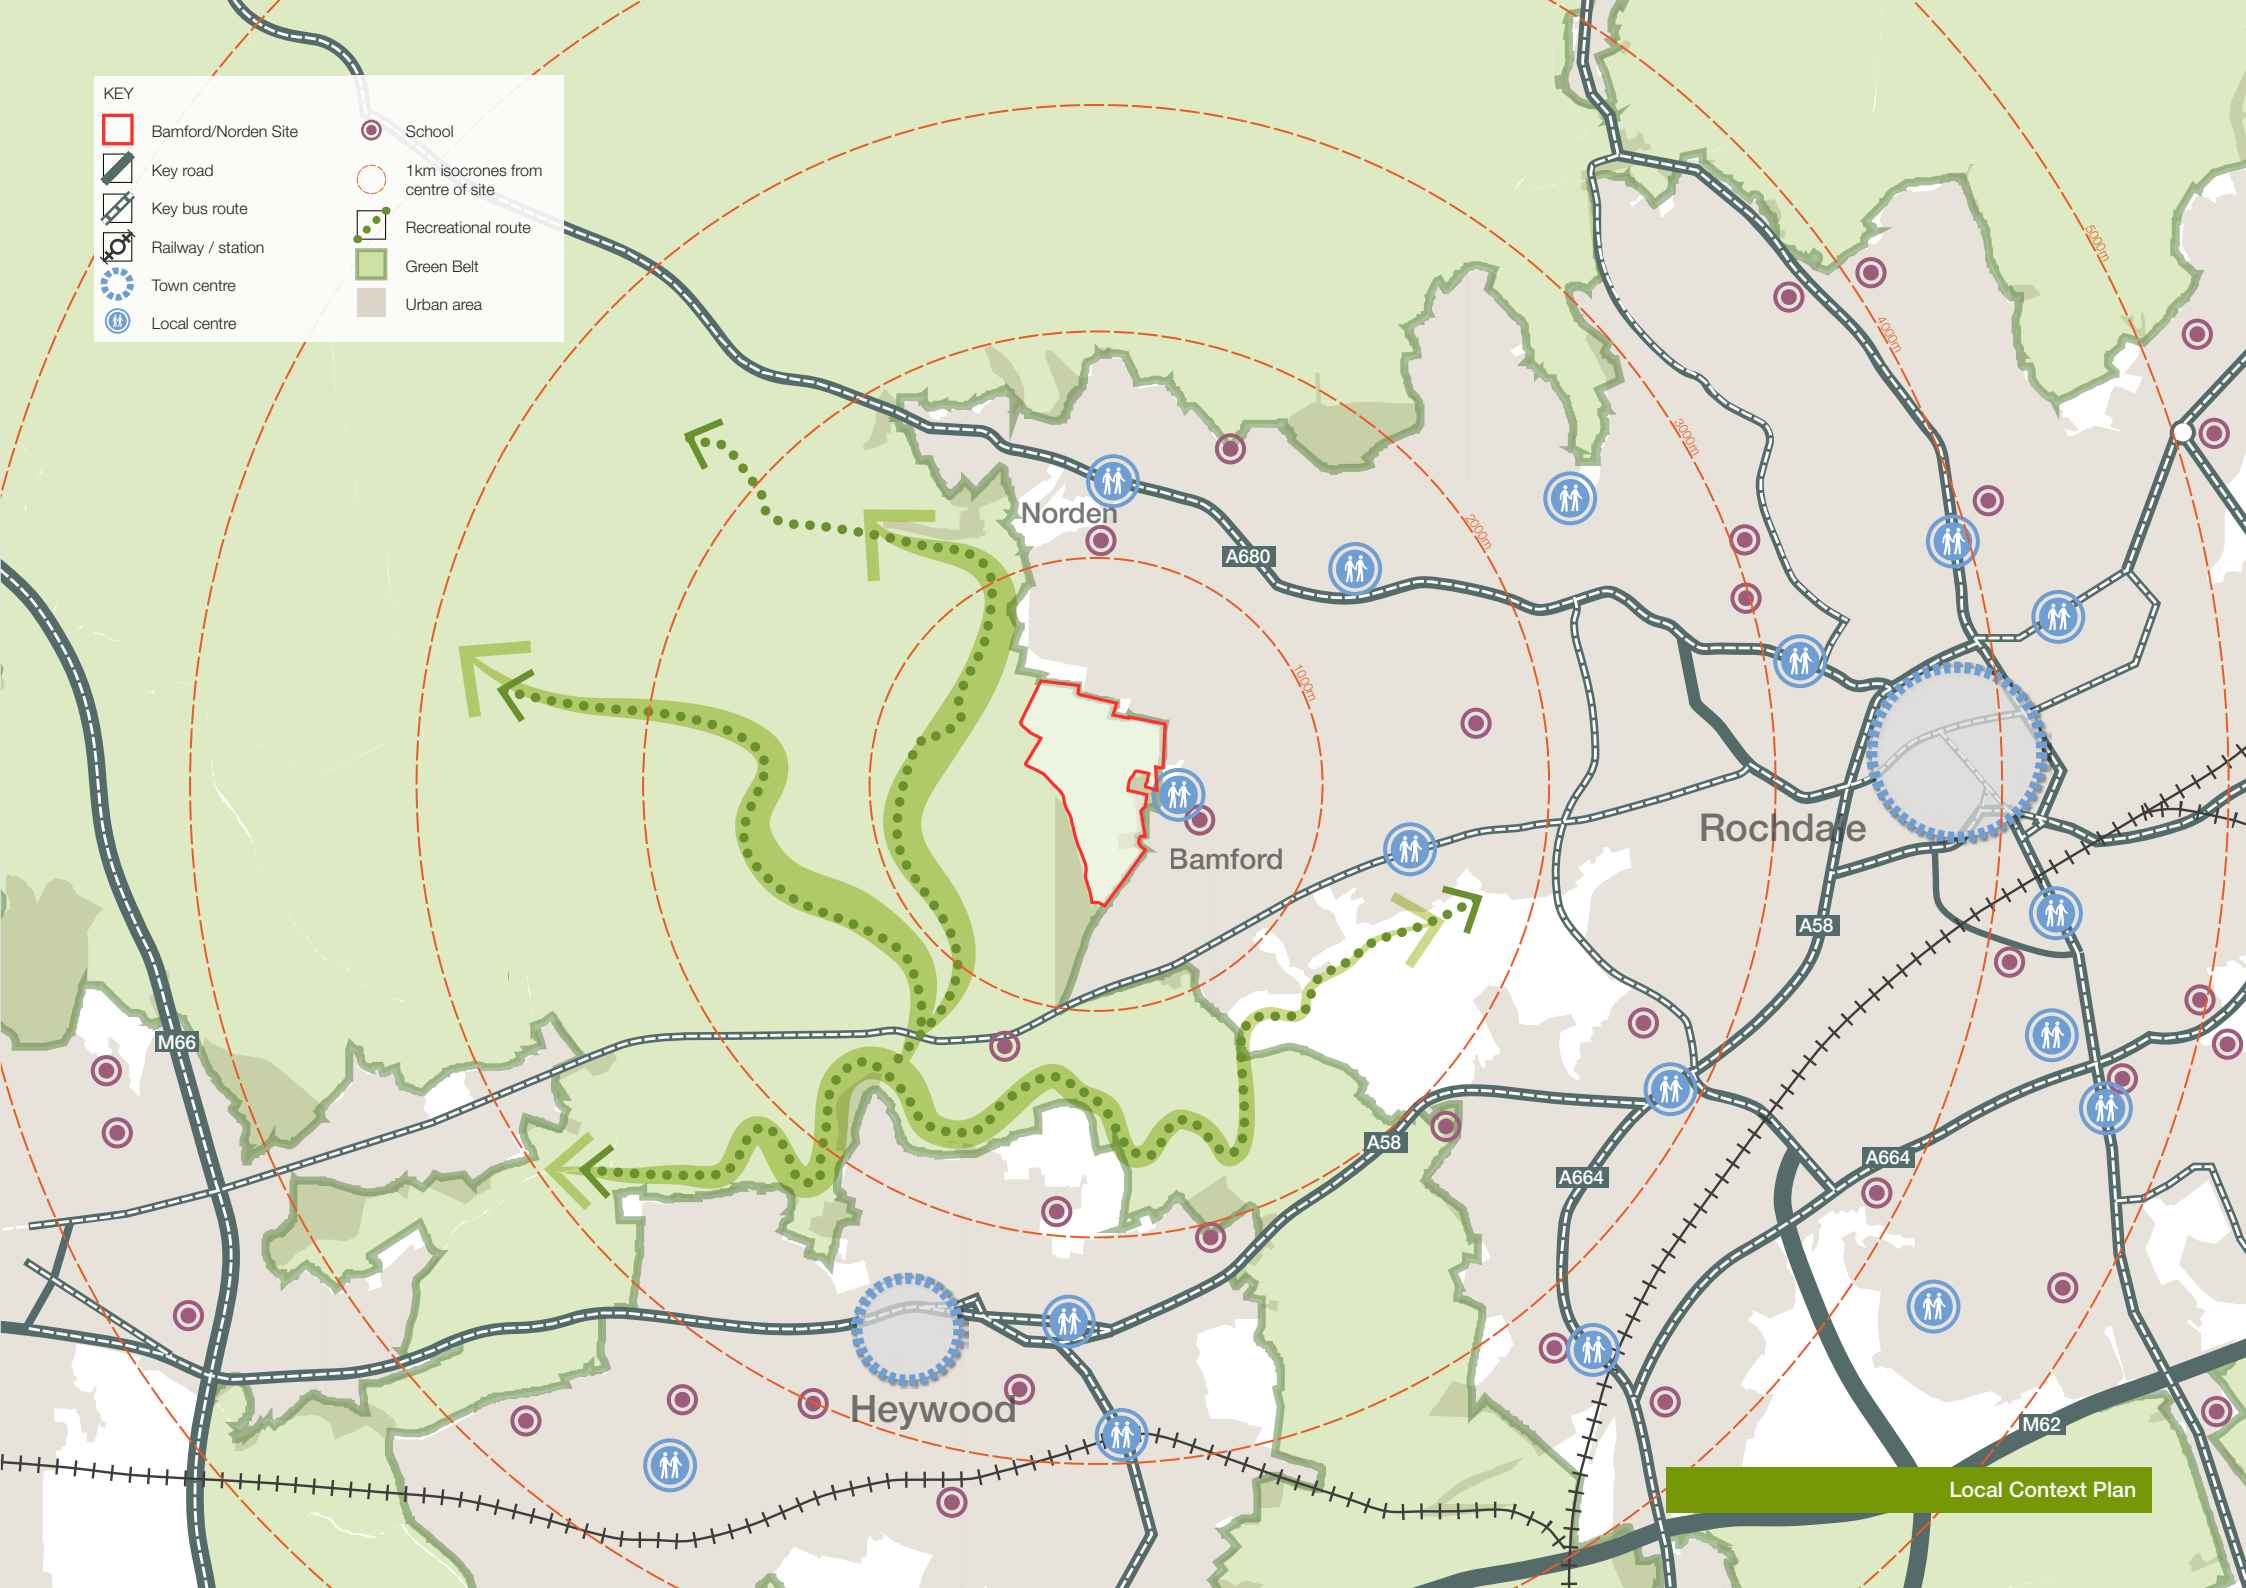 KEY
Bamford/Norden Site
Key road
Key bus route
Railway / station
Town centre
Local centre
School
1km isocrones from
centre of site
Recreational route
Green Belt
Urban area
5000m
4000m
3000m
2000m
1000m
Norden
A680
Bamford
Rochdale
A58
M66
A58
A664
A664
Heywood
M62
Local Context Plan